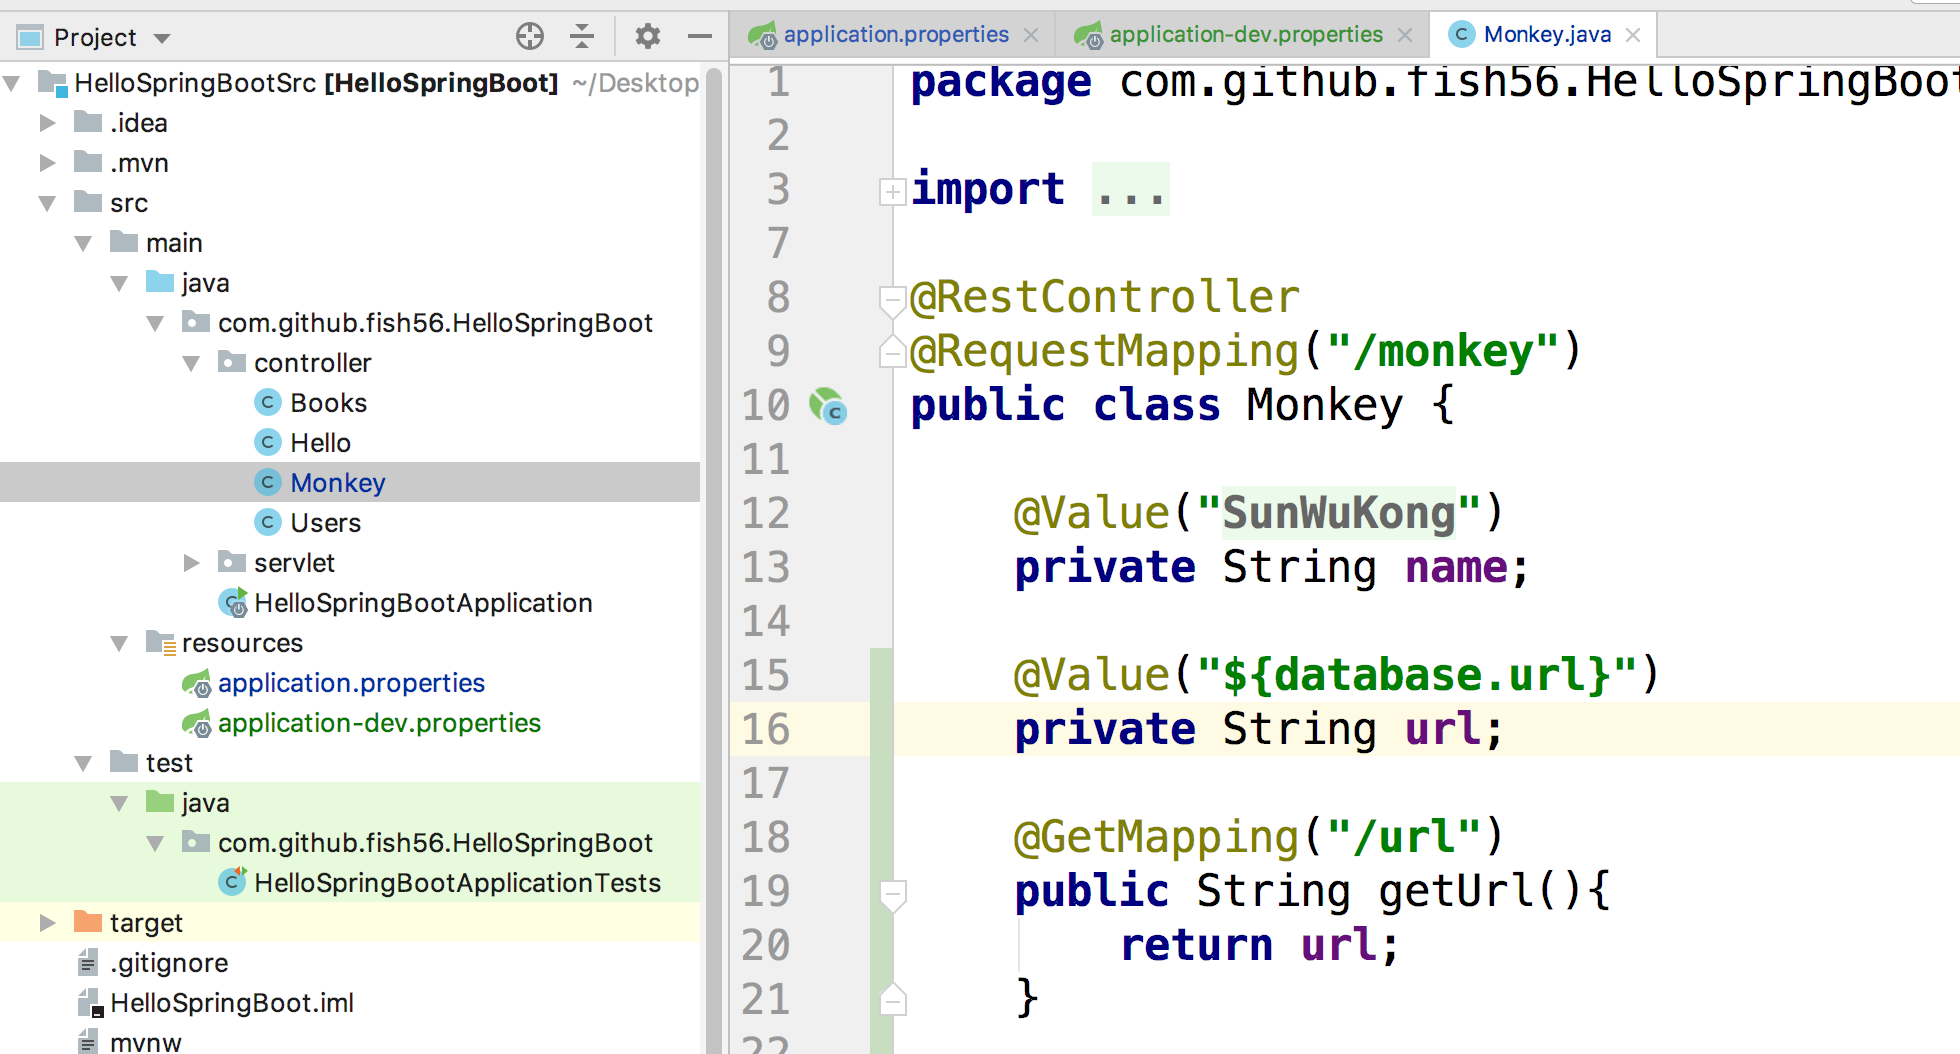 Project
HelloSpringBootSrc [HelloSpringBoot] ~/Desktop
.idea
.mvn
src
main
java
com.github.fish56.HelloSpringBoot
controller
Books
Hello
Monkey
Users
servlet
HelloSpringBootApplication
resources
application.properties
application-dev.properties
test
java
com.github.fish56.HelloSpringBoot
HelloSpringBootApplicationTests
target
.gitignore
HelloSpringBoot.iml
mvnw
application.properties application-dev.properties Monkey.java
1 package com.github.fish56.HelloSpringBoot
2
3 import ...
7
8 @RestController
9 @RequestMapping("/monkey")
10 public class Monkey {
11
12 @Value("SunWuKong")
13 private String name;
14
15 @Value("${database.url}")
16 private String url;
17
18 @GetMapping("/url")
19 public String getUrl(){
20 return url;
21 }
22